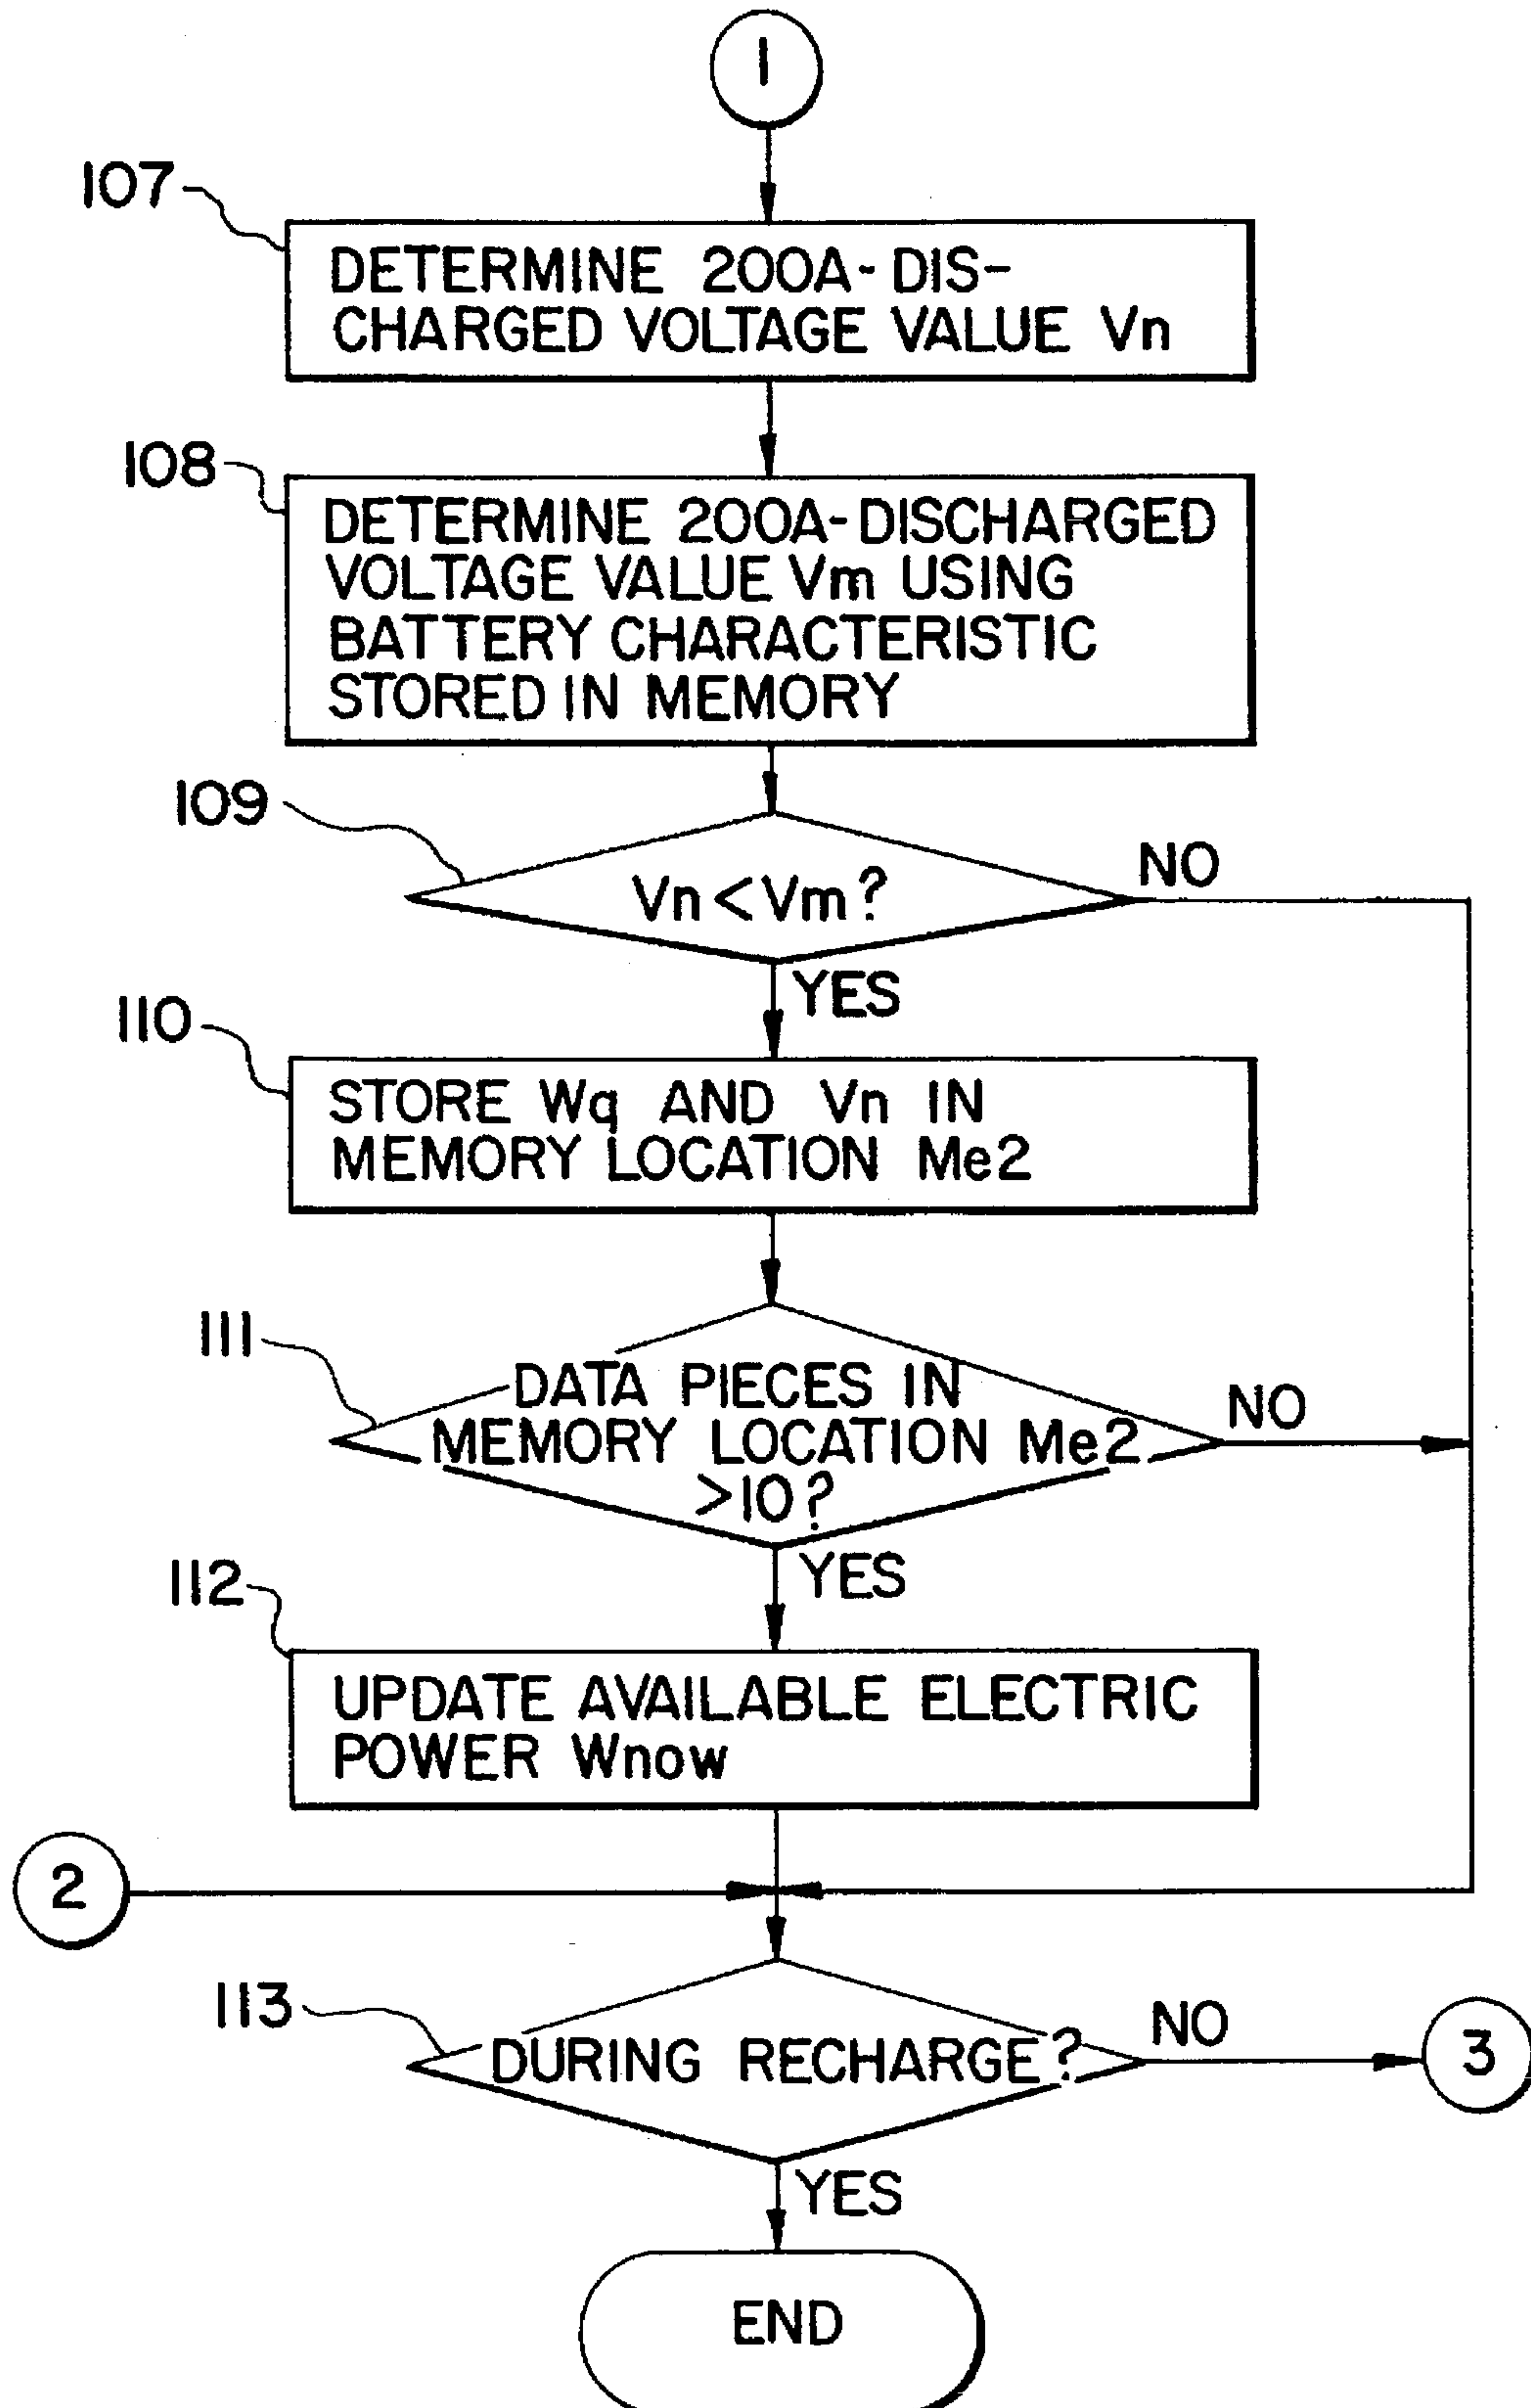 1
107
DETERMINE 200A-DIS-
CHARGED VOLTAGE VALUE Vn
108
DETERMINE 200A-DISCHARGED
VOLTAGE VALUE Vm USING
BATTERY CHARACTERISTIC
STORED IN MEMORY
109
Vn < Vm?
NO
YES
110
STORE Wq AND Vn IN
MEMORY LOCATION Me2
111
DATA PIECES IN
MEMORY LOCATION Me2
>10?
NO
YES
112
UPDATE AVAILABLE ELECTRIC
POWER Wnow
2
113
DURING RECHARGE?
NO
3
YES
END